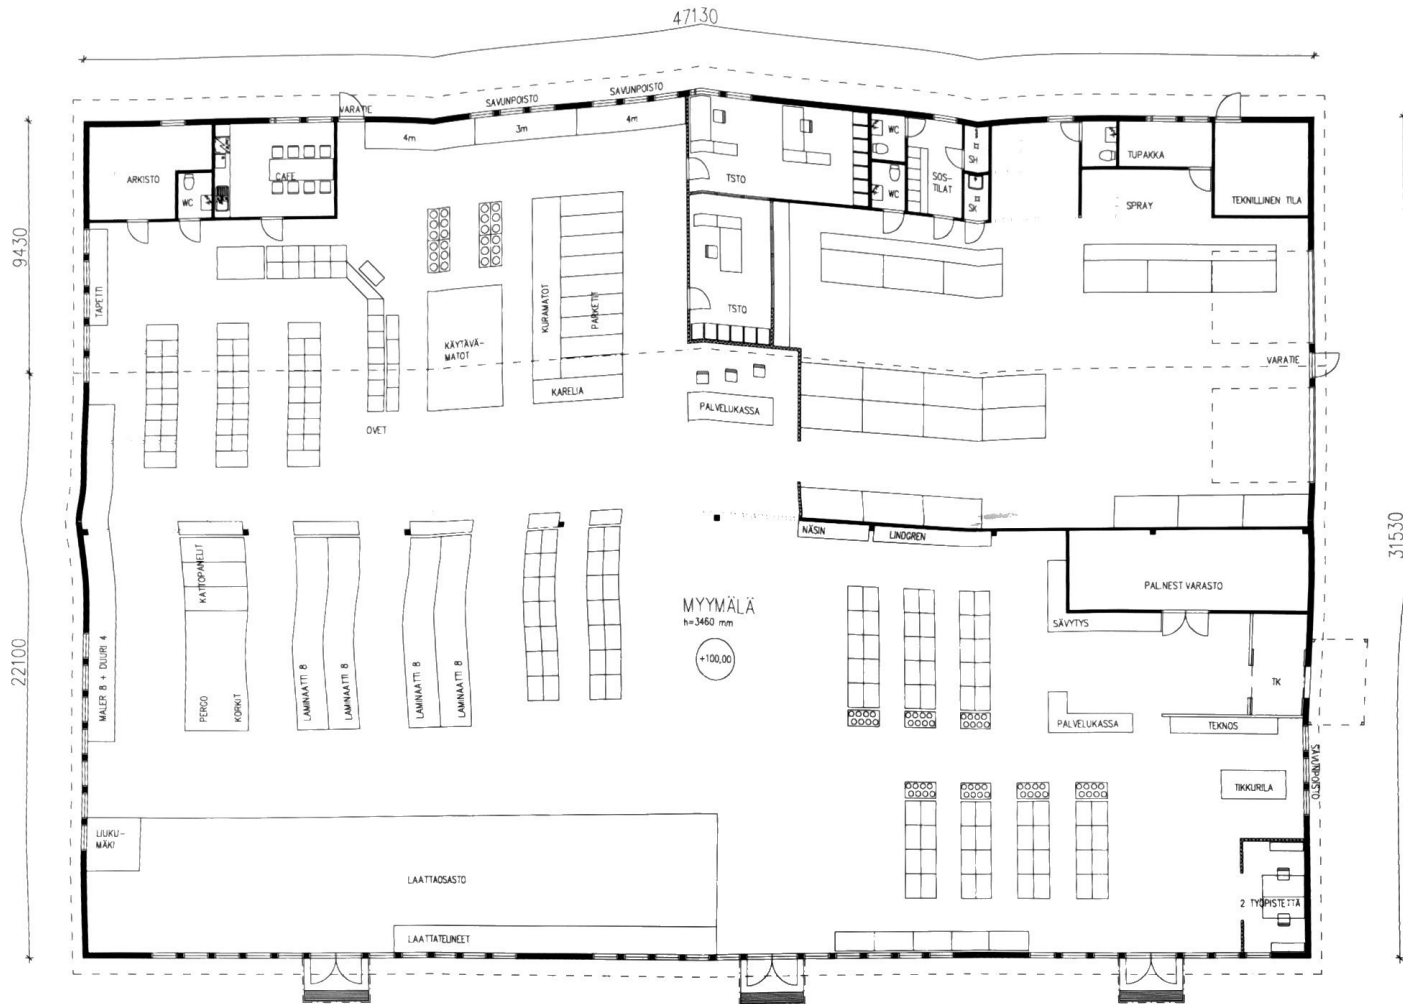 47130
VARATIE
SAVUNPOISTO
SAVUNPOISTO
4m
3m
4m
ARKISTO
WC
CAFE
TSTO
WC
WC
SOS-
TILAT
SH
SK
TUPAKKA
SPRAY
TEKNILLINEN TILA
9430
TAPETTI
KÄYTÄVÄ-
MATOT
KURAMATOT
PARKETIT
KARELIA
TSTO
PALVELUKASSA
VARATIE
OVET
31530
22100
MALER 8 + DUURI 4
KATTOPANELIT
PERGO
KORKIT
LAMINAATTI 8
LAMINAATTI 8
LAMINAATTI 8
LAMINAATTI 8
NÄSIN
LINDGREN
MYYMÄLÄ
h=3460 mm
+100,00
PAL.NEST VARASTO
SÄVYTYS
TK
PALVELUKASSA
TEKNOS
SAVUNPOISTO
TIKKURILA
LIUKU-
MÄKI
LAATTAOSASTO
LAATTATELINEET
2 TYÖPISTETTÄ